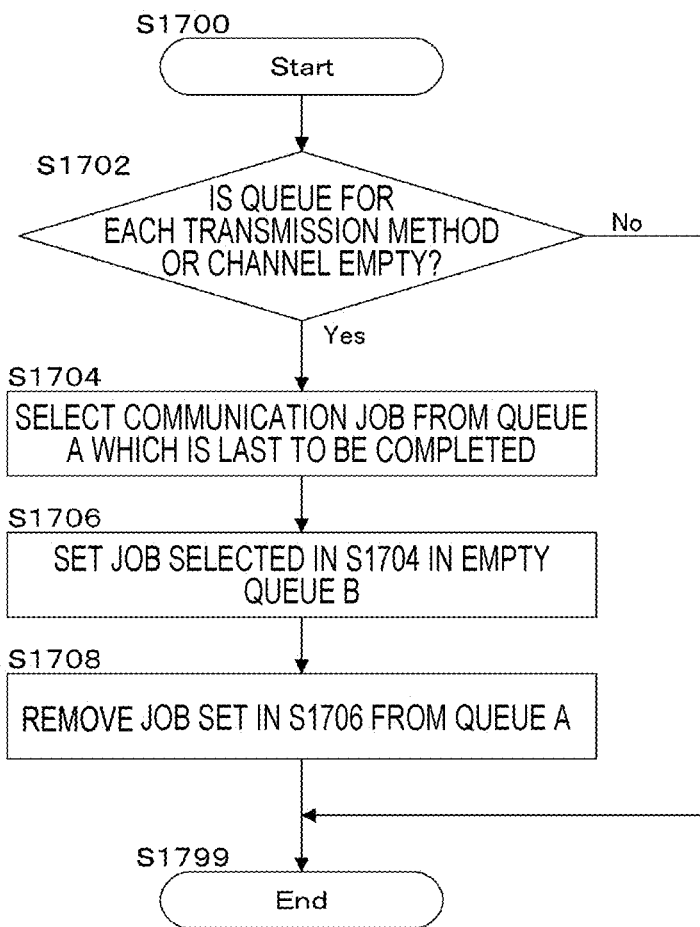 S1700
Start
S1702
IS QUEUE FOR
EACH TRANSMISSION METHOD
OR CHANNEL EMPTY?
No
Yes
S1704
SELECT COMMUNICATION JOB FROM QUEUE
A WHICH IS LAST TO BE COMPLETED
S1706
SET JOB SELECTED IN S1704 IN EMPTY
QUEUE B
S1708
REMOVE JOB SET IN S1706 FROM QUEUE A
S1799
End